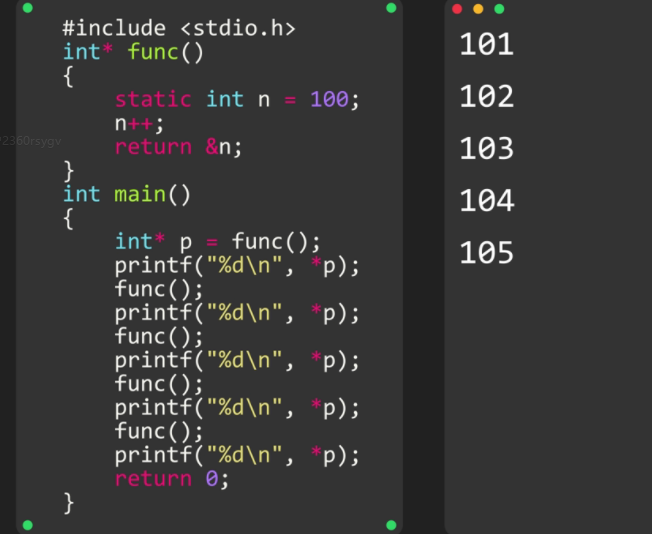 #include <stdio.h>
int* func()
{
    static int n = 100;
    n++;
    return &n;
}
int main()
{
    int* p = func();
    printf("%d\n", *p);
    func();
    printf("%d\n", *p);
    func();
    printf("%d\n", *p);
    func();
    printf("%d\n", *p);
    func();
    printf("%d\n", *p);
    return 0;
}
101
102
103
104
105